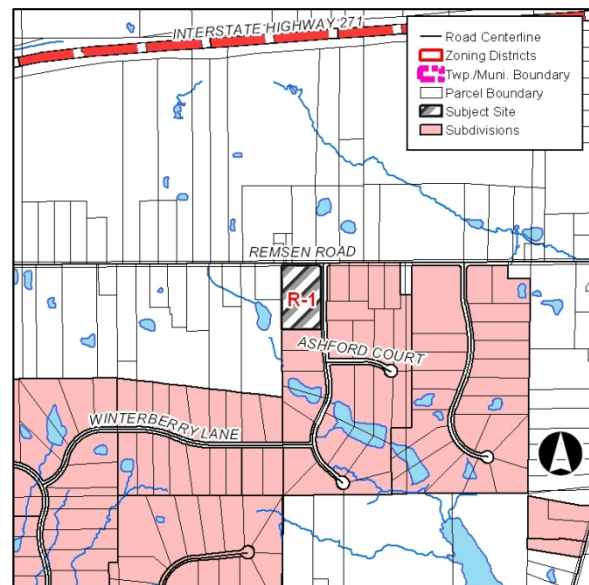 INTERSTATE HIGHWAY 271
Road Centerline
Zoning Districts
Twp./Muni. Boundary
Parcel Boundary
Subject Site
Subdivisions
REMSEN ROAD
R-1
ASHFORD COURT
WINTERBERRY LANE